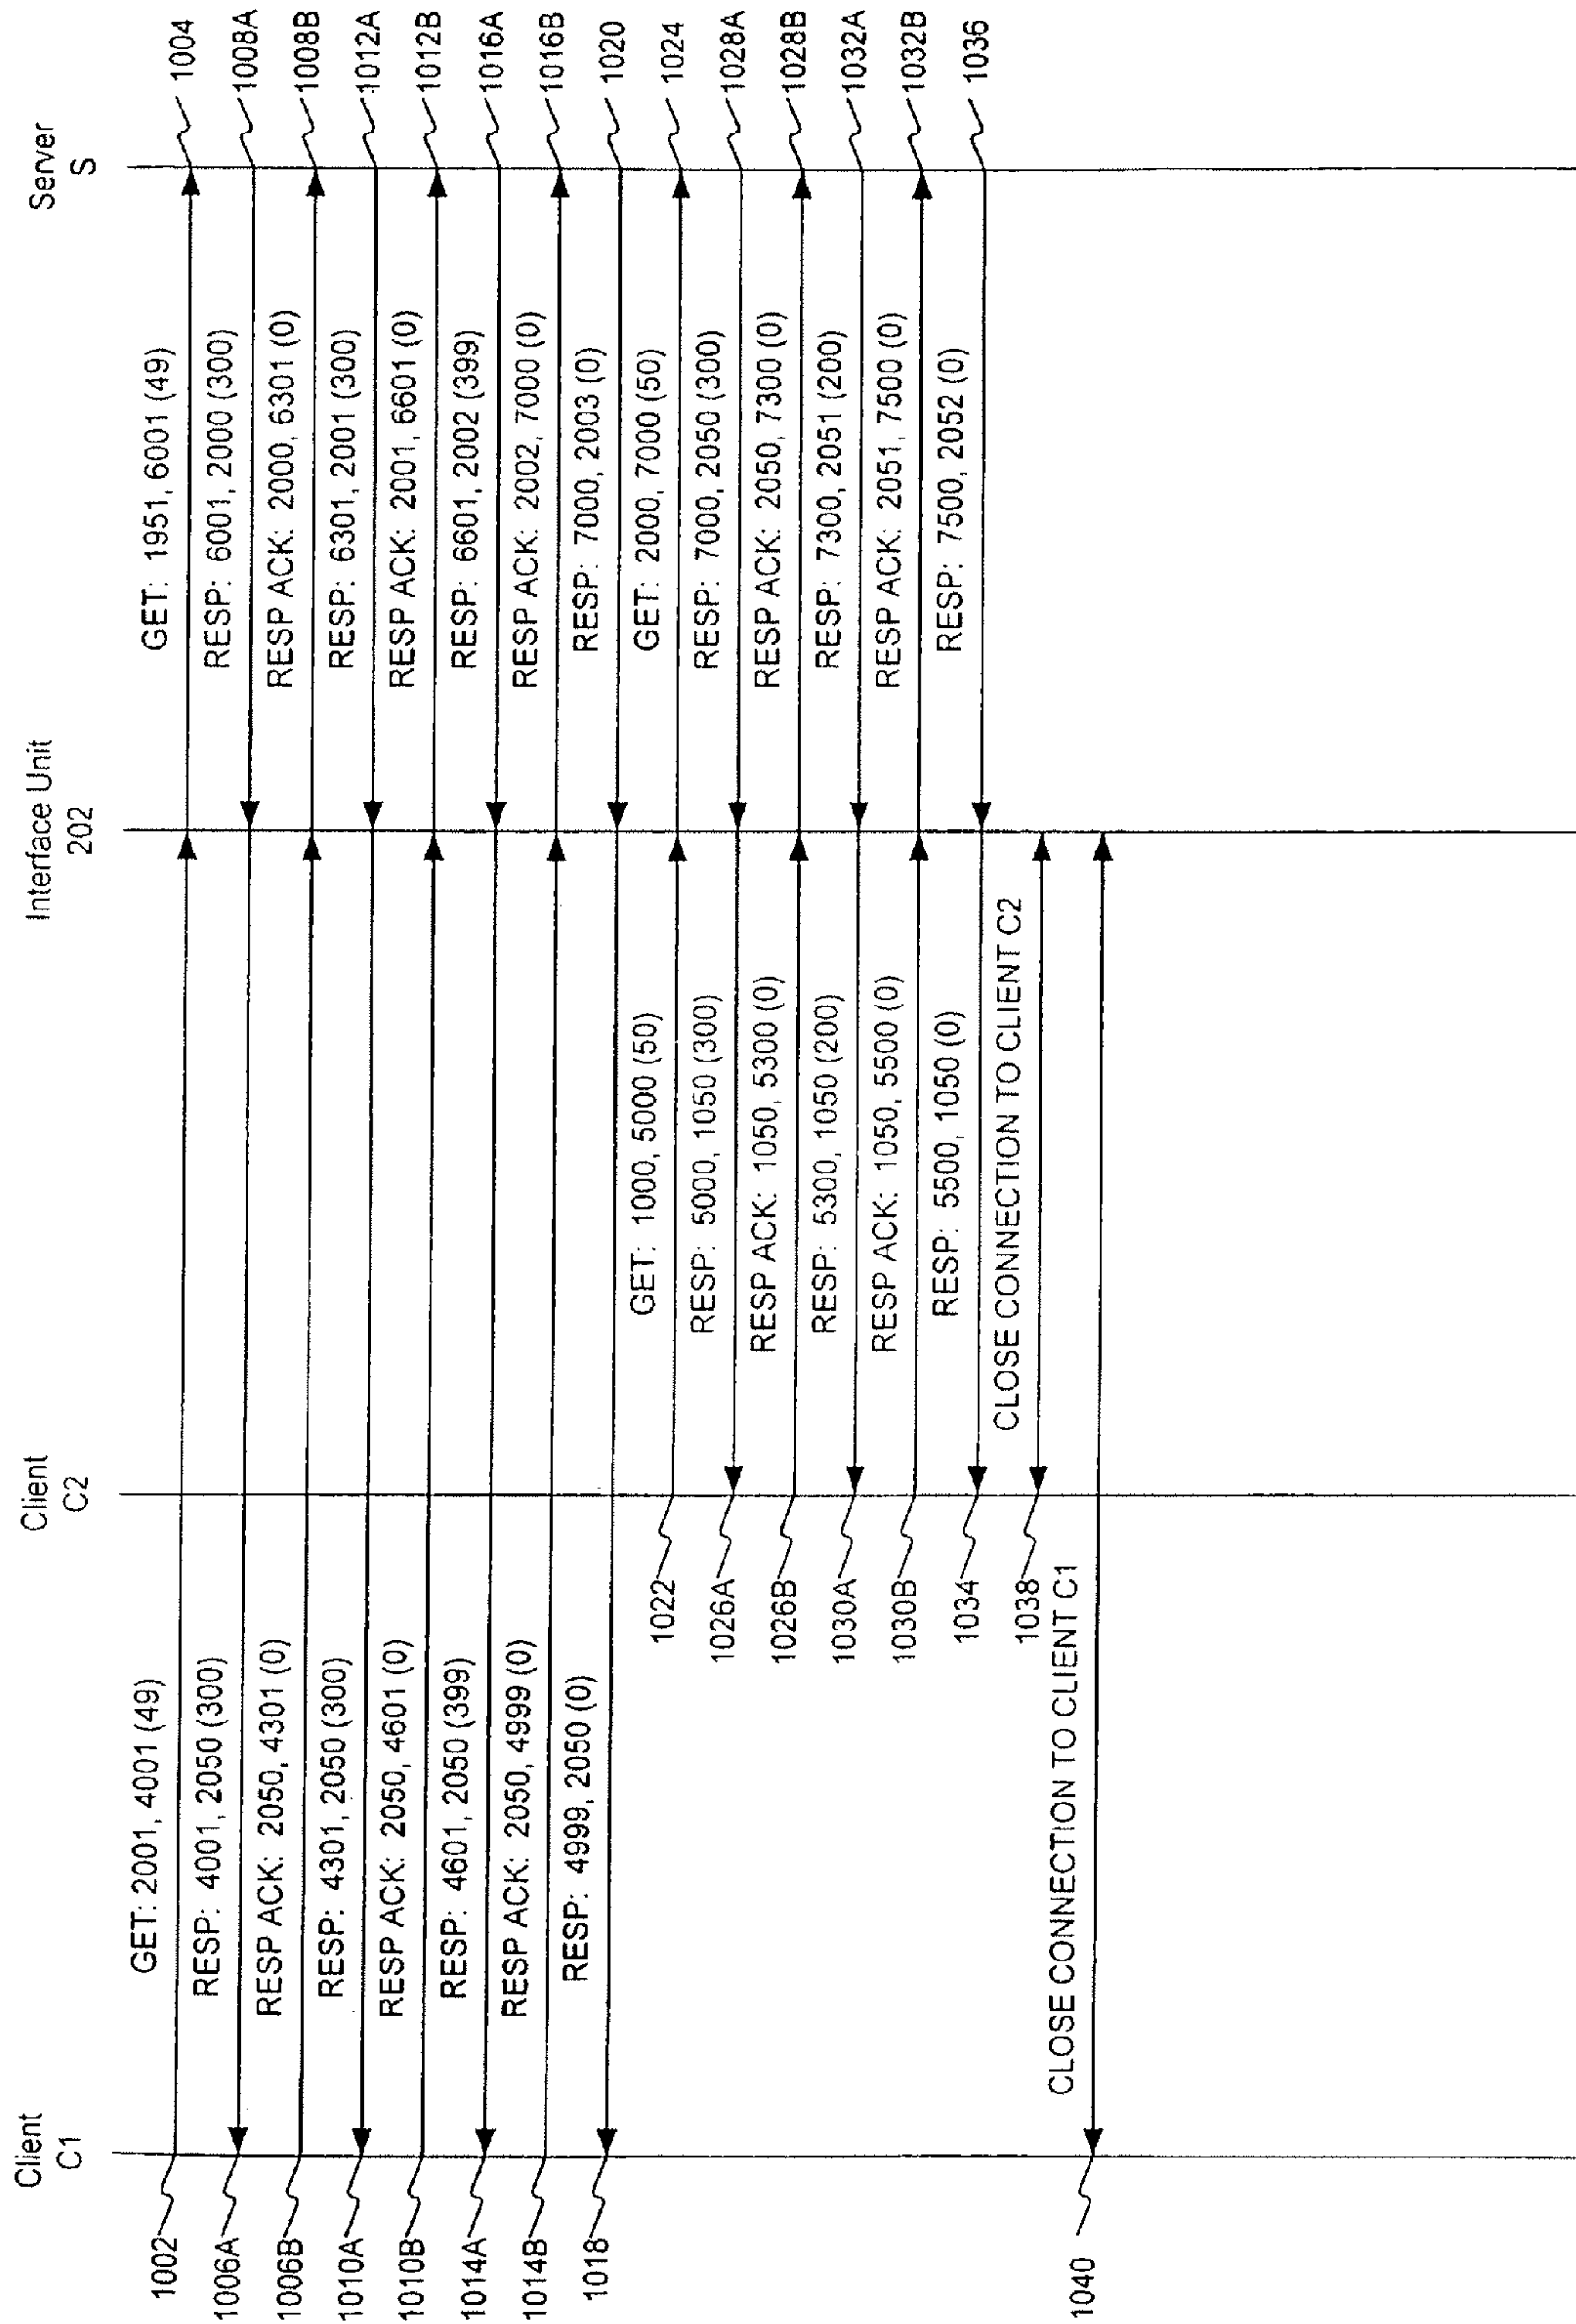 Client
C1
Client
C2
Interface Unit
202
Server
S
1002
GET: 2001, 4001 (49)
GET: 1951, 6001 (49)
1004
1006A
RESP: 4001, 2050 (300)
RESP: 6001, 2000 (300)
1008A
1006B
RESP ACK: 2050, 4301 (0)
RESP ACK: 2000, 6301 (0)
1008B
1010A
RESP: 4301, 2050 (300)
RESP: 6301, 2001 (300)
1012A
1010B
RESP ACK: 2050, 4601 (0)
RESP ACK: 2001, 6601 (0)
1012B
1014A
RESP: 4601, 2050 (399)
RESP: 6601, 2002 (399)
1016A
1014B
RESP ACK: 2050, 4999 (0)
RESP ACK: 2002, 7000 (0)
1016B
1018
RESP: 4999, 2050 (0)
RESP: 7000, 2003 (0)
1020
1022
GET: 1000, 5000 (50)
GET: 2000, 7000 (50)
1024
1026A
RESP: 5000, 1050 (300)
RESP: 7000, 2050 (300)
1028A
1026B
RESP ACK: 1050, 5300 (0)
RESP ACK: 2050, 7300 (0)
1028B
1030A
RESP: 5300, 1050 (200)
RESP: 7300, 2051 (200)
1032A
1030B
RESP ACK: 1050, 5500 (0)
RESP ACK: 2051, 7500 (0)
1032B
1034
RESP: 5500, 1050 (0)
RESP: 7500, 2052 (0)
1036
1038
CLOSE CONNECTION TO CLIENT C2
1040
CLOSE CONNECTION TO CLIENT C1